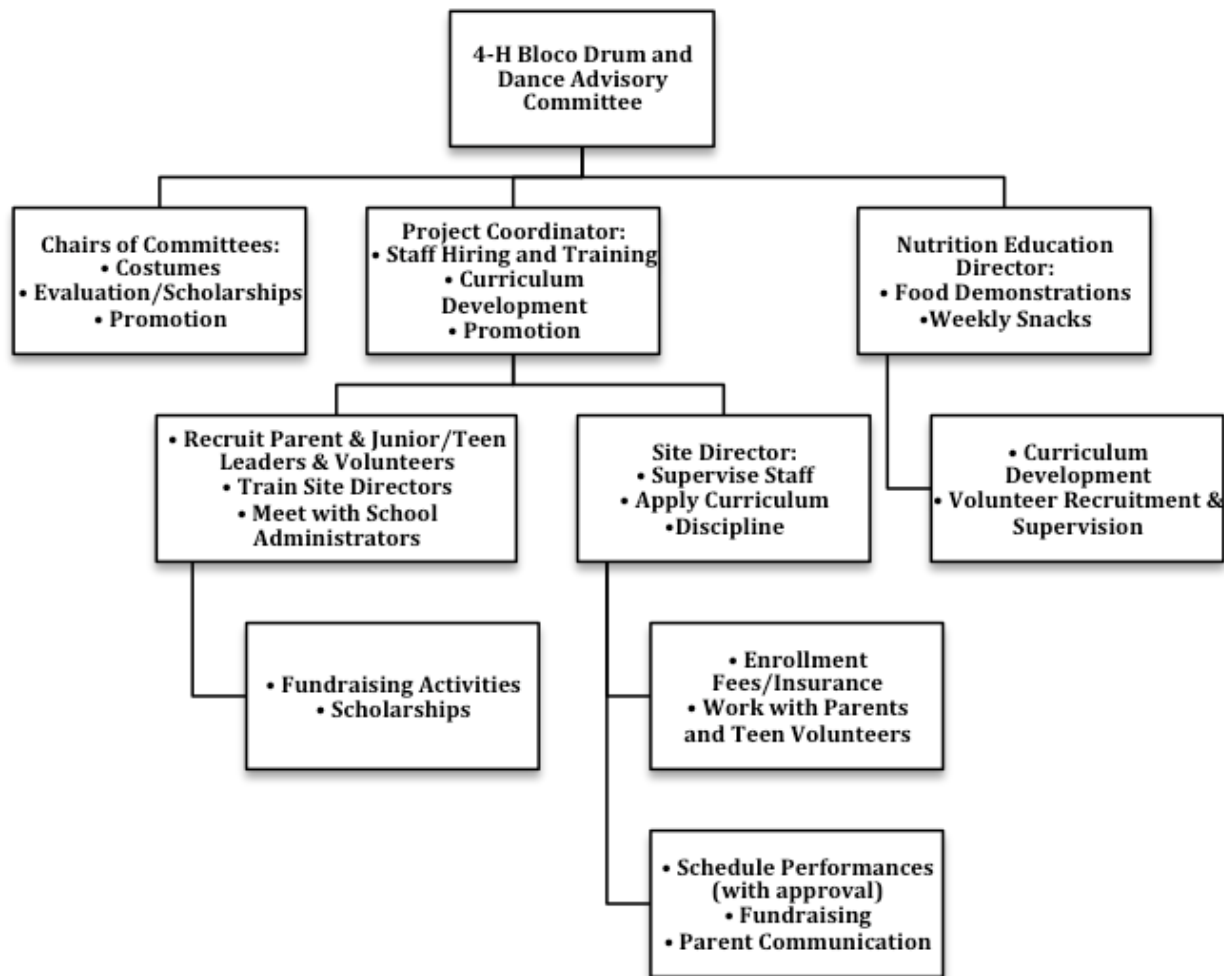 4-H Bloco Drum and
Dance Advisory
Committee
Chairs of Committees:
• Costumes
• Evaluation/Scholarships
• Promotion
Project Coordinator:
• Staff Hiring and Training
• Curriculum
Development
• Promotion
Nutrition Education
Director:
• Food Demonstrations
•Weekly Snacks
• Recruit Parent & Junior/Teen
Leaders & Volunteers
• Train Site Directors
• Meet with School
Administrators
Site Director:
• Supervise Staff
• Apply Curriculum
•Discipline
• Curriculum
Development
• Volunteer Recruitment &
Supervision
• Fundraising Activities
• Scholarships
• Enrollment
Fees/Insurance
• Work with Parents
and Teen Volunteers
• Schedule Performances
(with approval)
• Fundraising
• Parent Communication